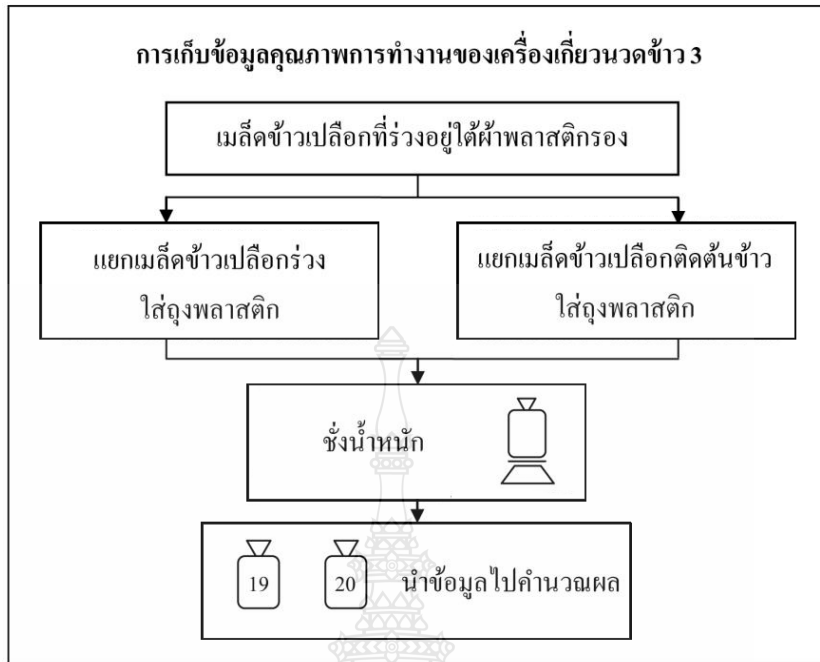 การเก็บข้อมูลคุณภาพการทำงานของเครื่องเกี่ยวนวดข้าว 3
เมล็ดข้าวเปลือกที่ร่วงอยู่ใต้ผ้าพลาสติกรอง
แยกเมล็ดข้าวเปลือกร่วง
ใส่ถุงพลาสติก
แยกเมล็ดข้าวเปลือกติดต้นข้าว
ใส่ถุงพลาสติก
ชั่งน้ำหนัก
19 20 นำข้อมูลไปคำนวณผล